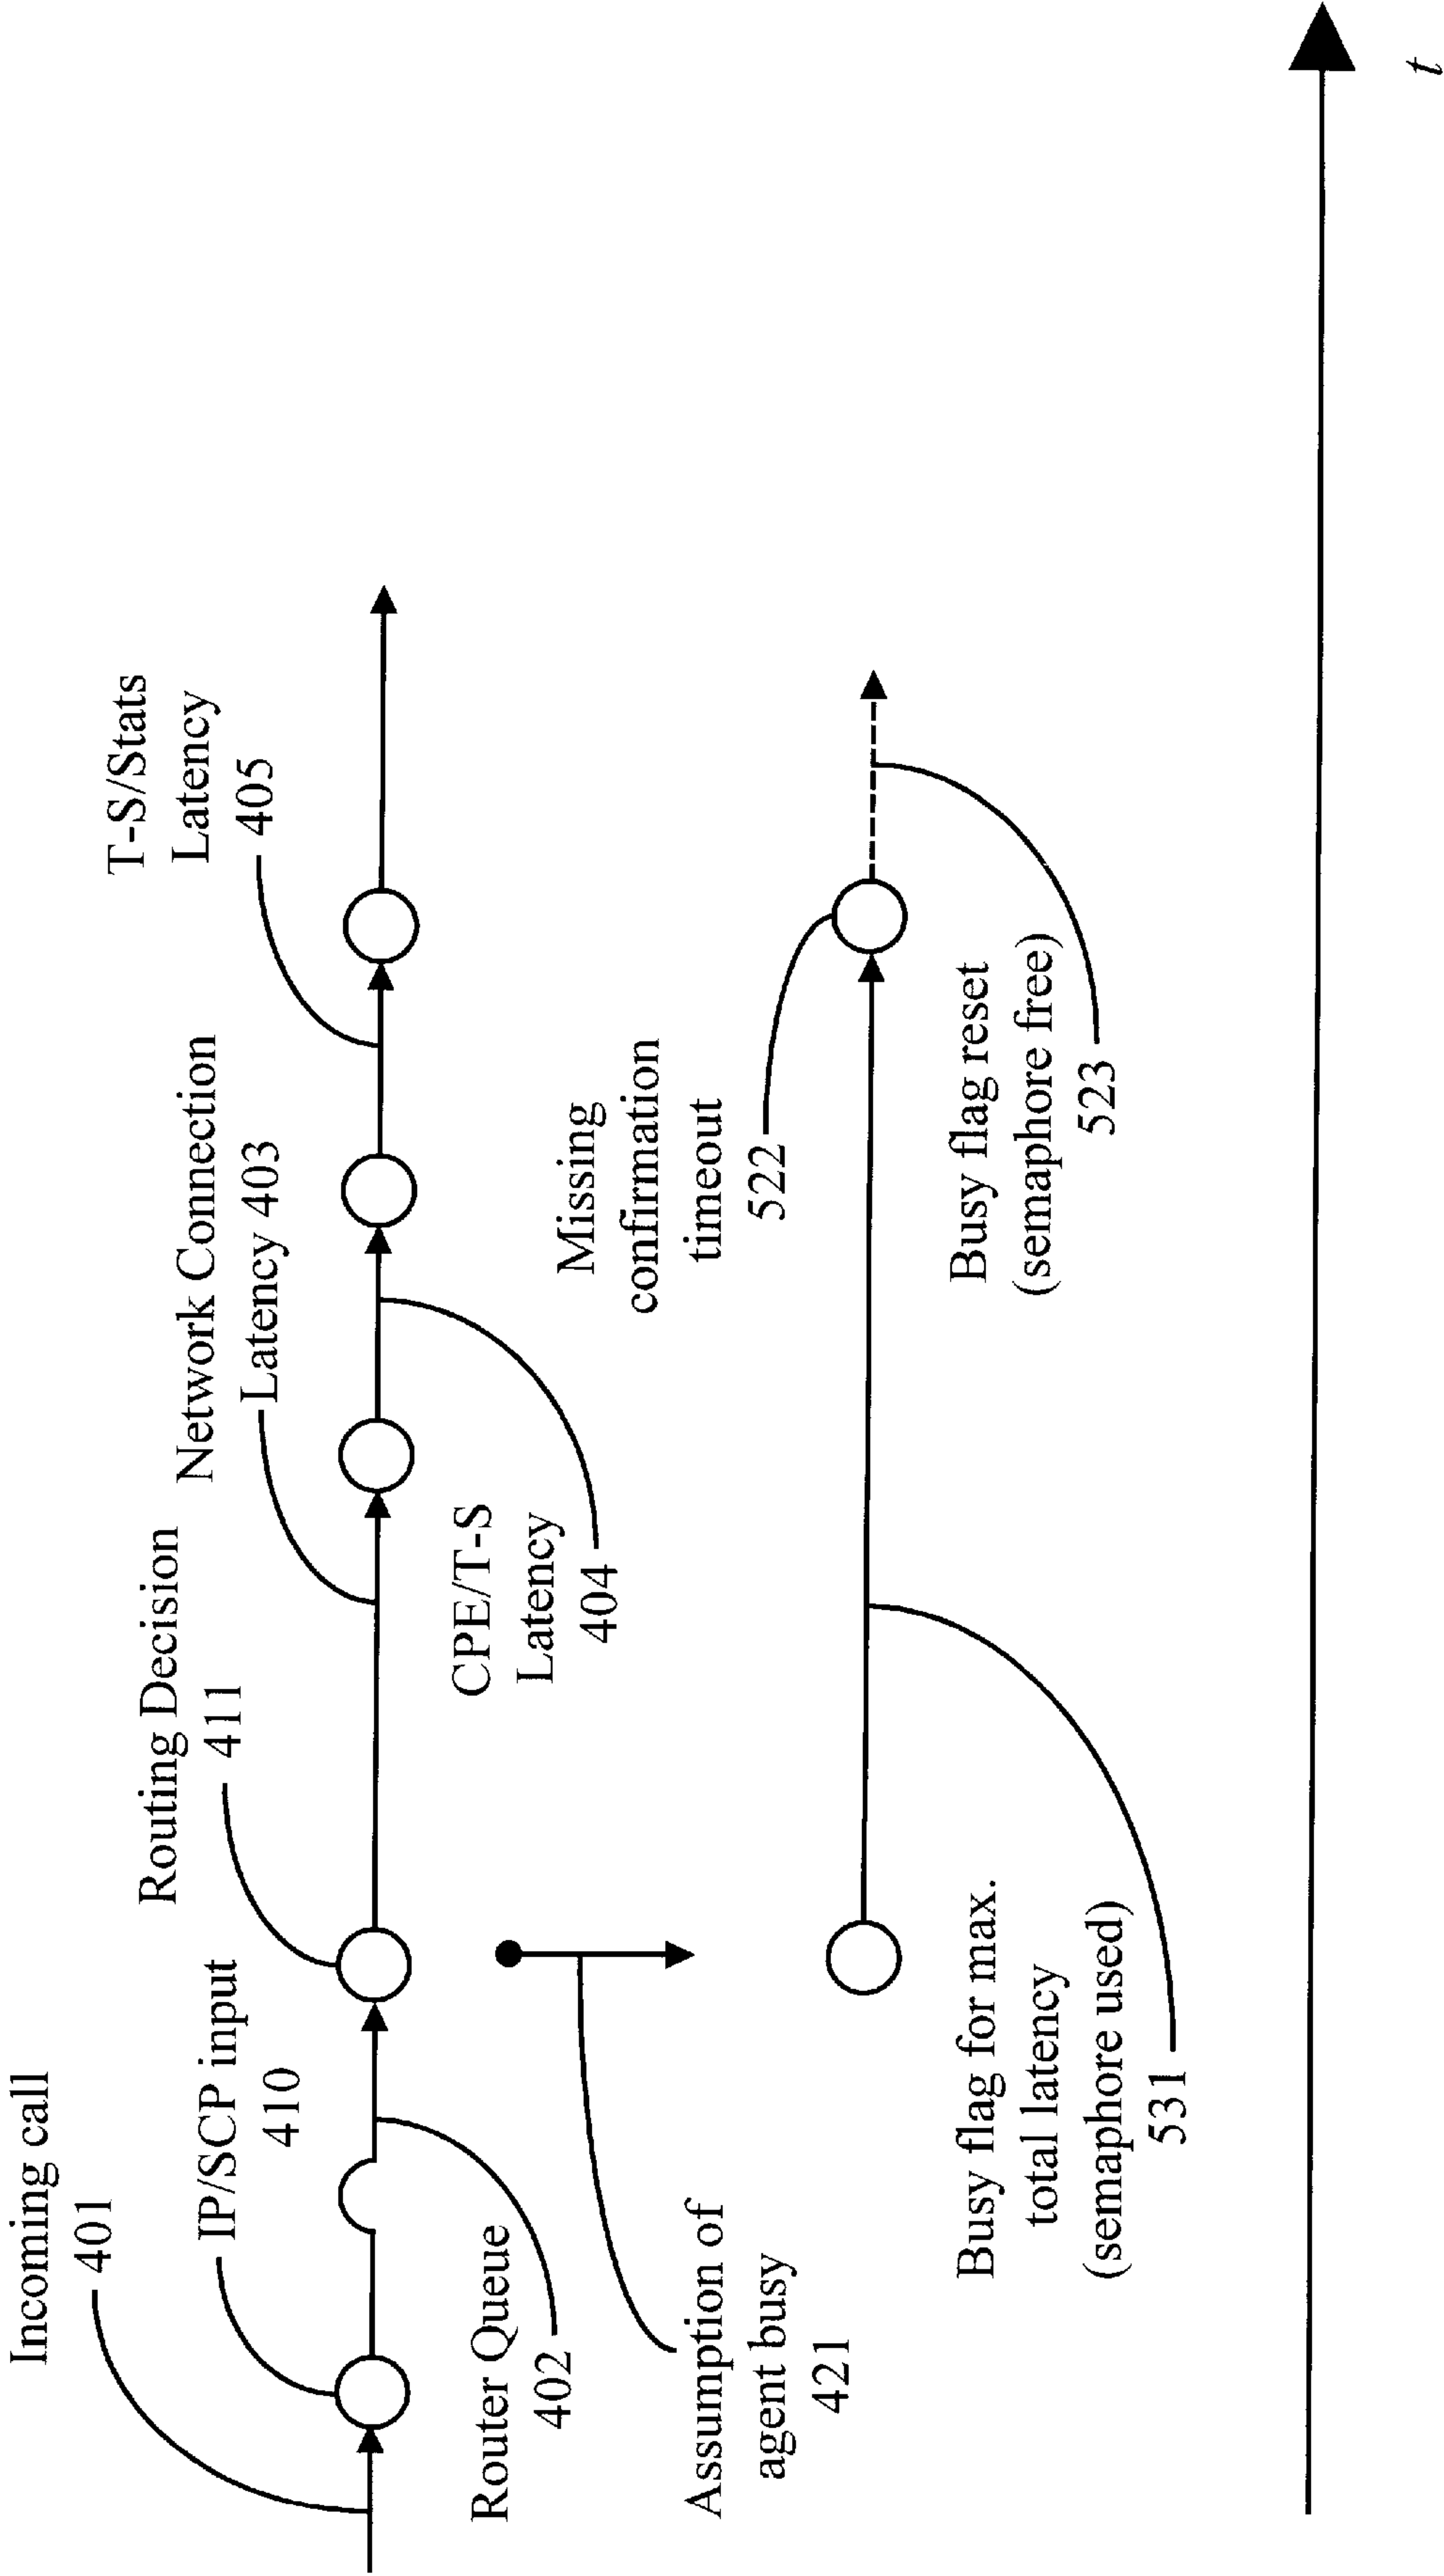 Incoming call
401
IP/SCP input
410
Routing Decision
411
Network Connection
Latency 403
T-S/Stats
Latency
405
Router Queue
402
CPE/T-S
Latency
404
Assumption of
agent busy
421
Missing
confirmation
timeout
522
Busy flag for max.
total latency
(semaphore used)
531
Busy flag reset
(semaphore free)
523
t